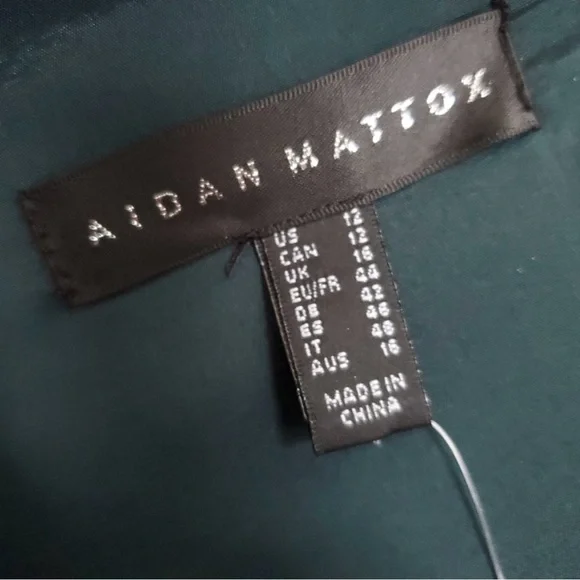 AIDAN MATTOX
US 12
CAN 12
UK 16
EU/FR 44
DE 42
ES 46
IT 48
AUS 16
MADE IN
CHINA